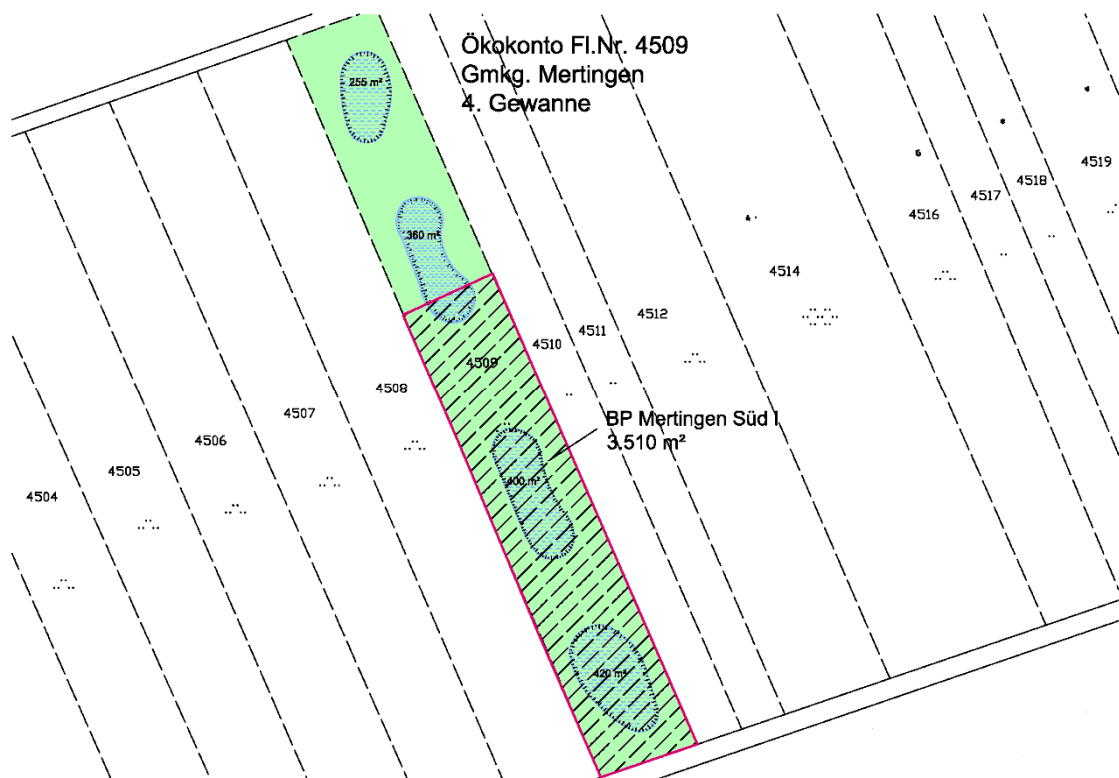 Ökokonto Fl.Nr. 4509
Gmkg. Mertingen
4. Gewanne
255 m²
360 m²
4519
4518
4517
4516
4514
4512
4511
4510
4509
4508
4507
4506
4505
4504
BP Mertingen Süd I
3.510 m²
400 m²
420 m²